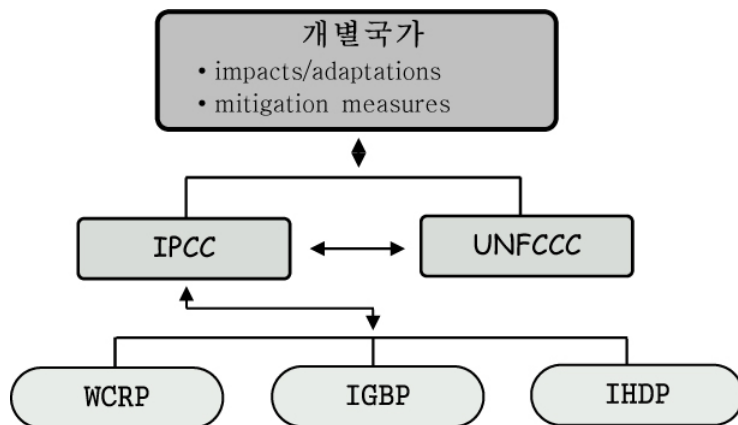 개별국가
• impacts/adaptations
• mitigation measures
IPCC
UNFCCC
WCRP
IGBP
IHDP